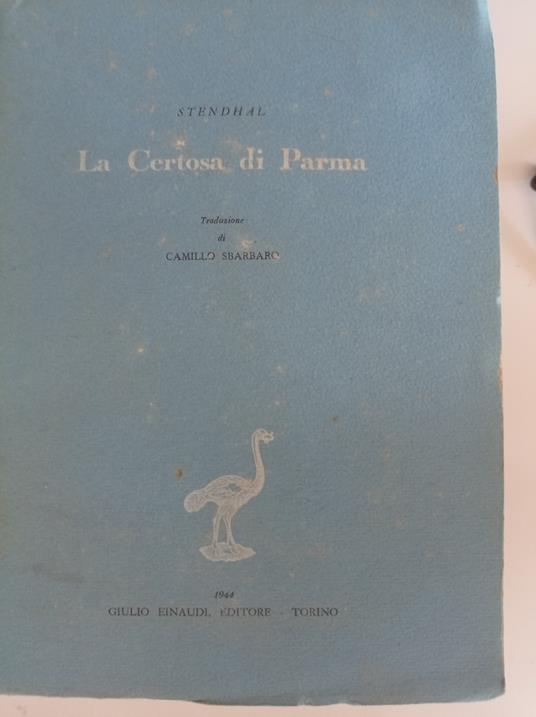 STENDHAL
La Certosa di Parma
Traduzione
di
CAMILLO SBARBARO
1944
GIULIO EINAUDI, EDITORE - TORINO